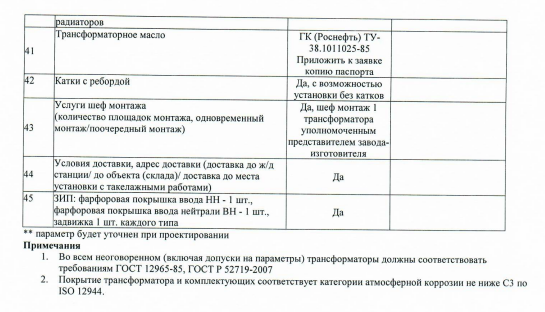 радиаторов
41 Трансформаторное масло ГК (Роснефть) ТУ-
38.1011025-85
Приложить к заявке
копию паспорта
42 Катки с ребордой Да, с возможностью
установки без катков
43 Услуги шеф монтажа
(количество площадок монтажа, одновременный
монтаж/поочередный монтаж)
Да, шеф монтаж 1
трансформатора
уполномоченным
представителем завода-
изготовителя
44 Условия доставки, адрес доставки (доставка до ж/д
станции/ до объекта (склада)/ доставка до места
установки с такелажными работами)
Да
45 ЗИП: фарфоровая покрышка ввода НН - 1 шт.,
фарфоровая покрышка ввода нейтрали ВН - 1 шт.,
задвижка 1 шт. каждого типа
Да
** параметр будет уточнен при проектировании
Примечания
1. Во всем неоговоренном (включая допуски на параметры) трансформаторы должны соответствовать
требованиям ГОСТ 12965-85, ГОСТ Р 52719-2007
2. Покрытие трансформатора и комплектующих соответствует категории атмосферной коррозии не ниже С3 по
ISO 12944.